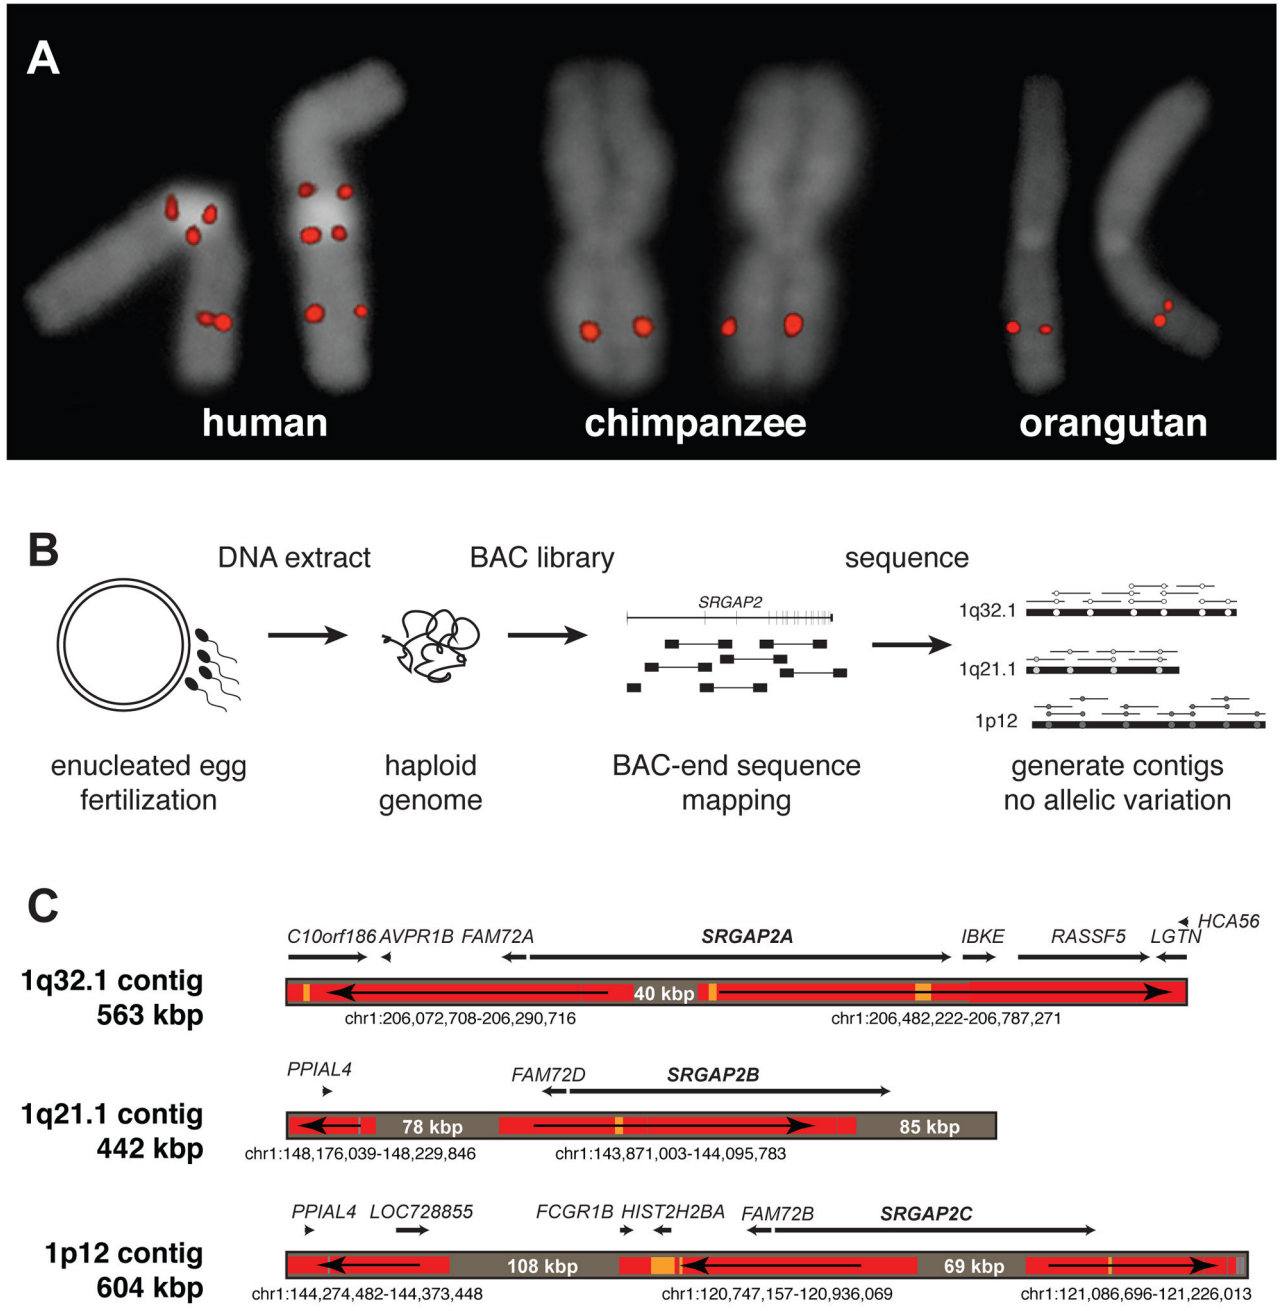 A
human chimpanzee orangutan
B
DNA extract BAC library sequence
SRGAP2
1q32.1
1q21.1
1p12
enucleated egg
fertilization
haploid
genome
BAC-end sequence
mapping
generate contigs
no allelic variation
C
HCA56
C10orf186 AVPR1B FAM72A SRGAP2A IBKE RASSF5 LGTN
1q32.1 contig
563 kbp
40 kbp
chr1:206,072,708-206,290,716 chr1:206,482,222-206,787,271
PPIAL4 FAM72D SRGAP2B
1q21.1 contig
442 kbp
78 kbp 85 kbp
chr1:148,176,039-148,229,846 chr1:143,871,003-144,095,783
PPIAL4 LOC728855 FCGR1B HIST2H2BA FAM72B SRGAP2C
1p12 contig
604 kbp
108 kbp 69 kbp
chr1:144,274,482-144,373,448 chr1:120,747,157-120,936,069 chr1:121,086,696-121,226,013